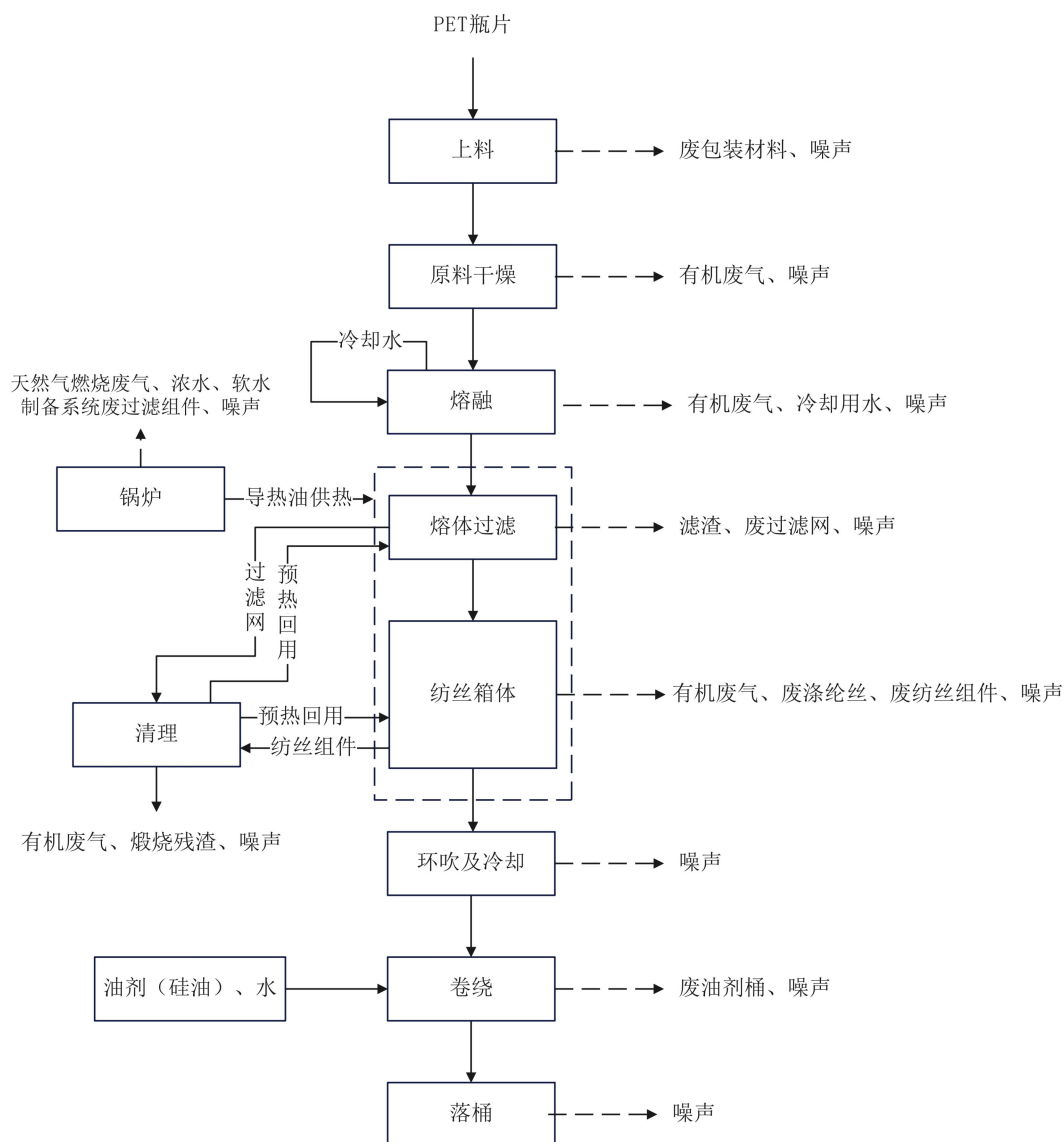 PET瓶片
上料
废包装材料、噪声
原料干燥
有机废气、噪声
冷却水
天然气燃烧废气、浓水、软水
制备系统废过滤组件、噪声
熔融
有机废气、冷却用水、噪声
锅炉
导热油供热
熔体过滤
滤渣、废过滤网、噪声
过滤网
预热回用
纺丝箱体
有机废气、废涤纶丝、废纺丝组件、噪声
预热回用
清理
纺丝组件
有机废气、煅烧残渣、噪声
环吹及冷却
噪声
油剂（硅油）、水
卷绕
废油剂桶、噪声
落桶
噪声